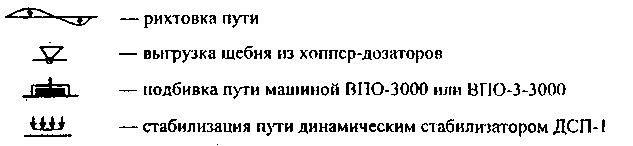 — рихтовка пути
— выгрузка щебня из хоппер-дозаторов
— подбивка пути машиной ВПО-3000 или ВПО-3-3000
— стабилизация пути динамическим стабилизатором ДСП-1